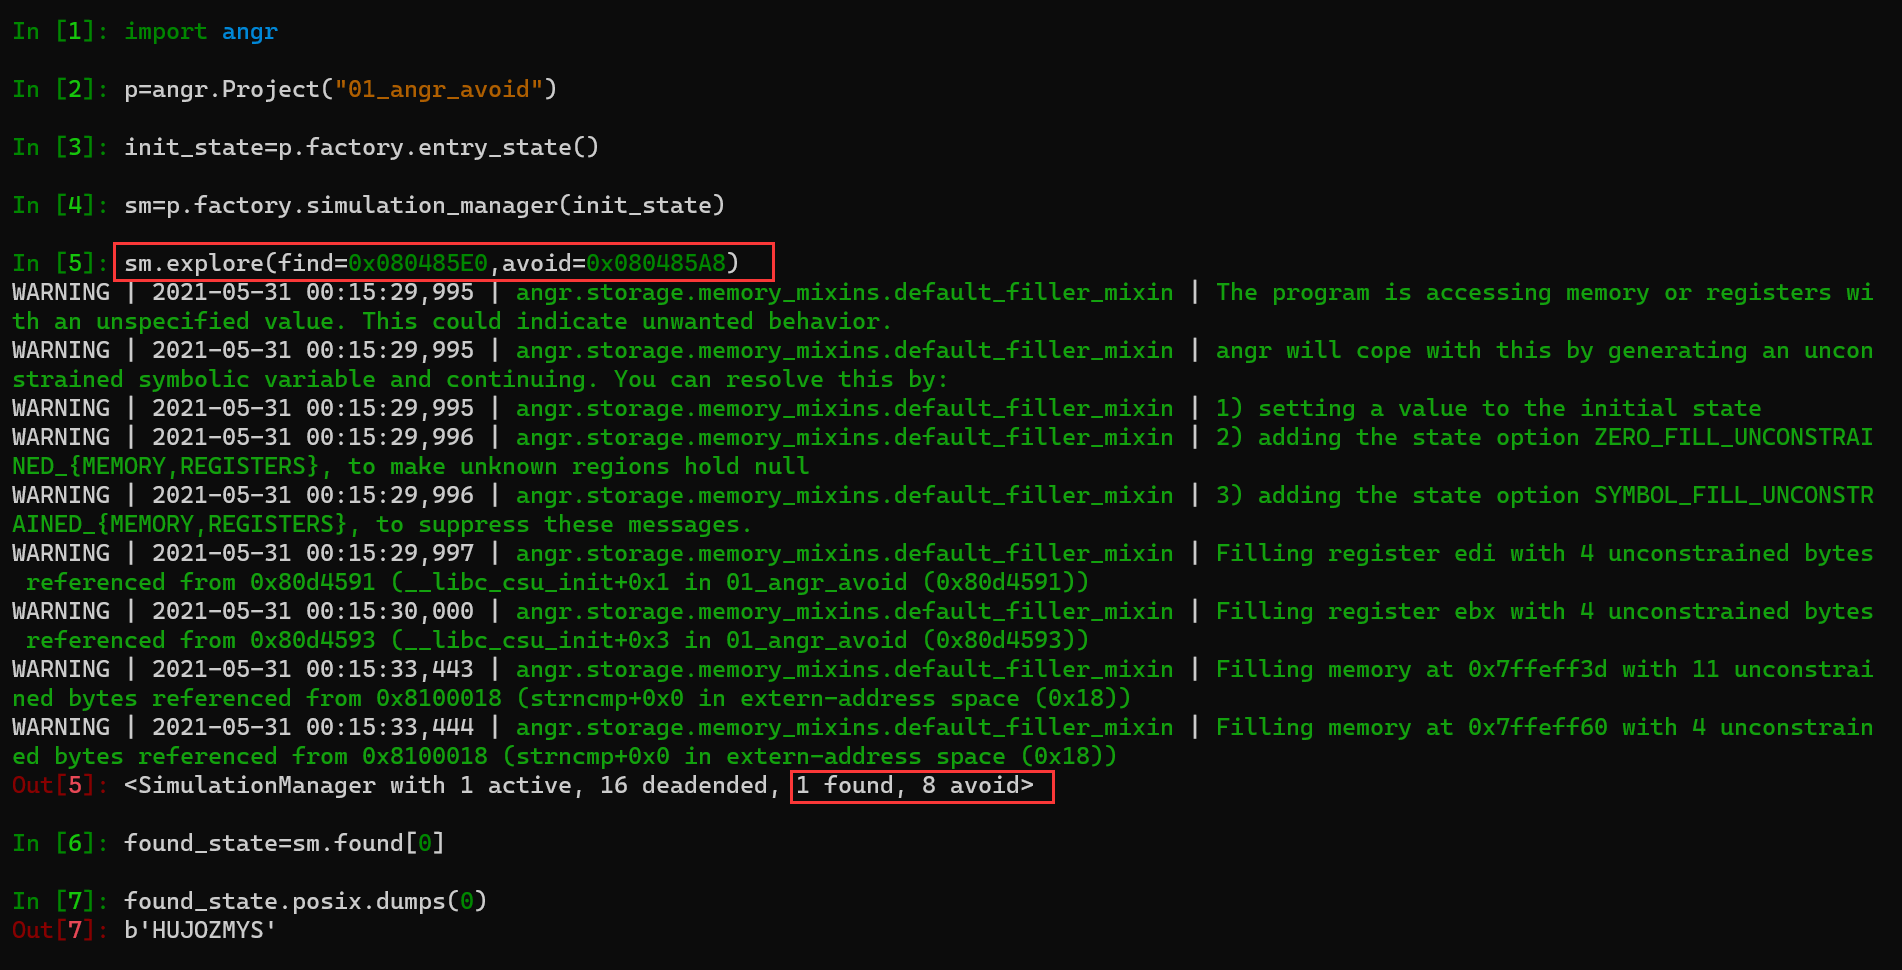 In [1]: import angr
In [2]: p=angr.Project("01_angr_avoid")
In [3]: init_state=p.factory.entry_state()
In [4]: sm=p.factory.simulation_manager(init_state)
In [5]: sm.explore(find=0x080485E0,avoid=0x080485A8)
WARNING | 2021-05-31 00:15:29,995 | angr.storage.memory_mixins.default_filler_mixin | The program is accessing memory or registers wi
th an unspecified value. This could indicate unwanted behavior.
WARNING | 2021-05-31 00:15:29,995 | angr.storage.memory_mixins.default_filler_mixin | angr will cope with this by generating an uncon
strained symbolic variable and continuing. You can resolve this by:
WARNING | 2021-05-31 00:15:29,995 | angr.storage.memory_mixins.default_filler_mixin | 1) setting a value to the initial state
WARNING | 2021-05-31 00:15:29,996 | angr.storage.memory_mixins.default_filler_mixin | 2) adding the state option ZERO_FILL_UNCONSTRAI
NED_{MEMORY,REGISTERS}, to make unknown regions hold null
WARNING | 2021-05-31 00:15:29,996 | angr.storage.memory_mixins.default_filler_mixin | 3) adding the state option SYMBOL_FILL_UNCONSTR
AINED_{MEMORY,REGISTERS}, to suppress these messages.
WARNING | 2021-05-31 00:15:29,997 | angr.storage.memory_mixins.default_filler_mixin | Filling register edi with 4 unconstrained bytes
 referenced from 0x80d4591 (__libc_csu_init+0x1 in 01_angr_avoid (0x80d4591))
WARNING | 2021-05-31 00:15:30,000 | angr.storage.memory_mixins.default_filler_mixin | Filling register ebx with 4 unconstrained bytes
 referenced from 0x80d4593 (__libc_csu_init+0x3 in 01_angr_avoid (0x80d4593))
WARNING | 2021-05-31 00:15:33,443 | angr.storage.memory_mixins.default_filler_mixin | Filling memory at 0x7ffeff3d with 11 unconstrai
ned bytes referenced from 0x8100018 (strncmp+0x0 in extern-address space (0x18))
WARNING | 2021-05-31 00:15:33,444 | angr.storage.memory_mixins.default_filler_mixin | Filling memory at 0x7ffeff60 with 4 unconstrain
ed bytes referenced from 0x8100018 (strncmp+0x0 in extern-address space (0x18))
Out[5]: <SimulationManager with 1 active, 16 deadended, 1 found, 8 avoid>
In [6]: found_state=sm.found[0]
In [7]: found_state.posix.dumps(0)
Out[7]: b'HUJOZMYS'